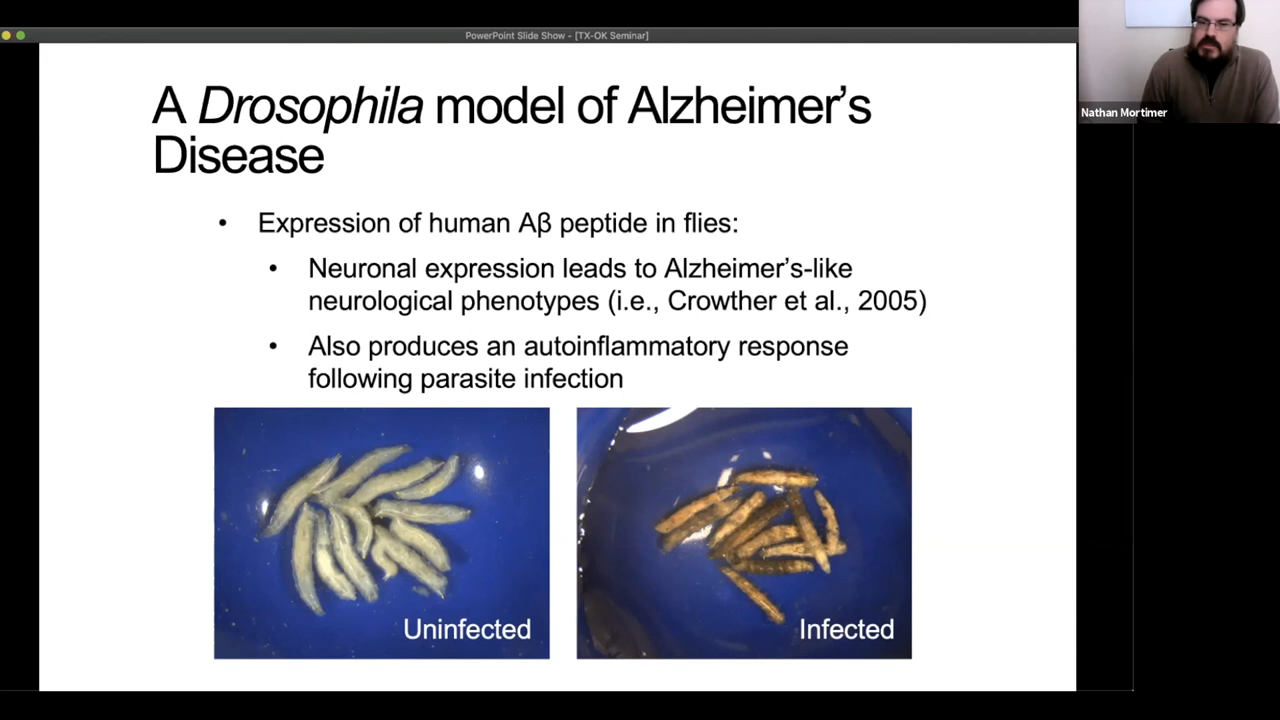 PowerPoint Slide Show - [TX-OK Seminar]
Nathan Mortimer
A Drosophila model of Alzheimer’s
Disease
• Expression of human Aβ peptide in flies:
• Neuronal expression leads to Alzheimer’s-like
neurological phenotypes (i.e., Crowther et al., 2005)
• Also produces an autoinflammatory response
following parasite infection
Uninfected
Infected